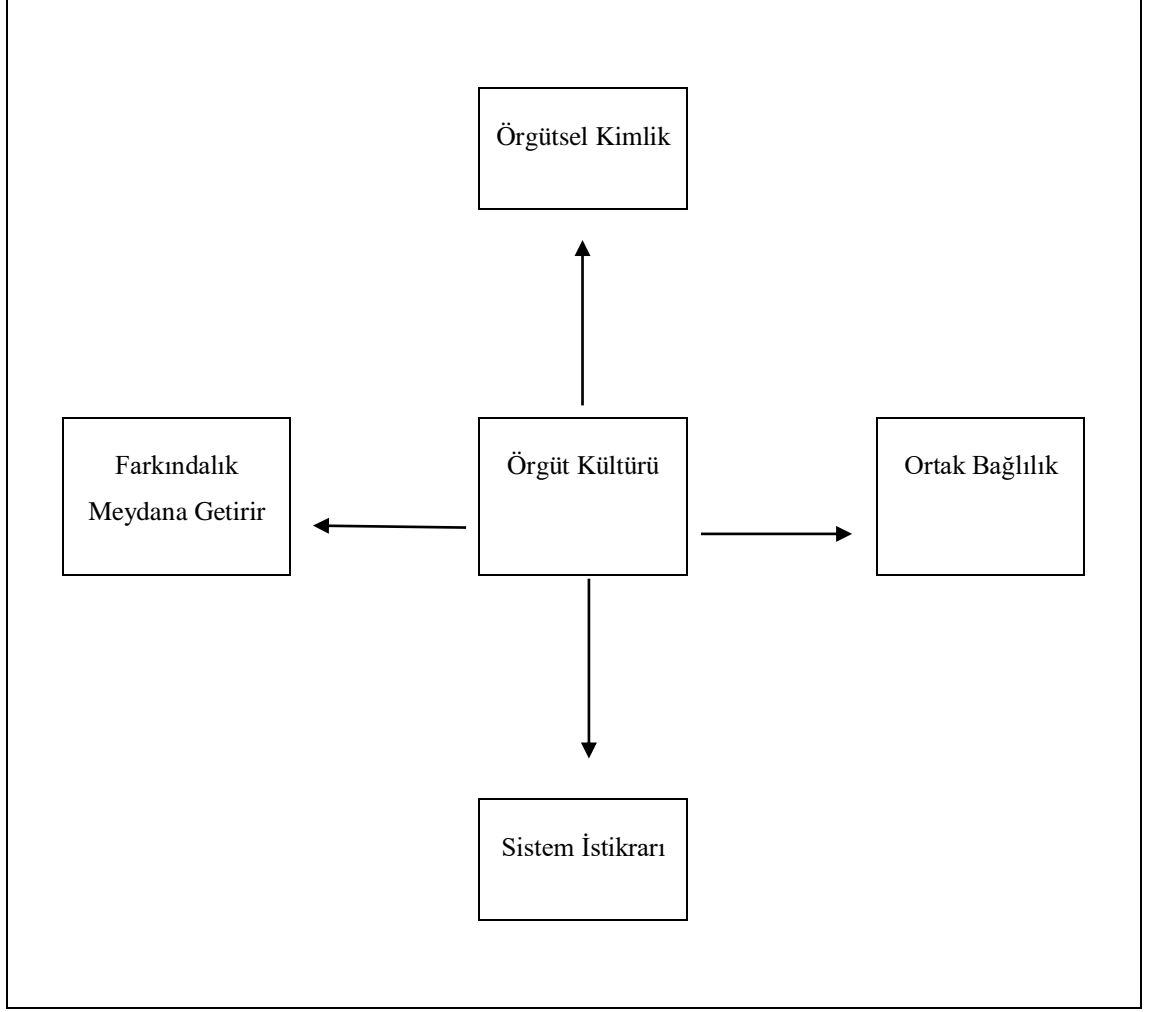 Örgütsel Kimlik
Farkındalık
Meydana Getirir
Örgüt Kültürü
Ortak Bağlılık
Sistem İstikrarı